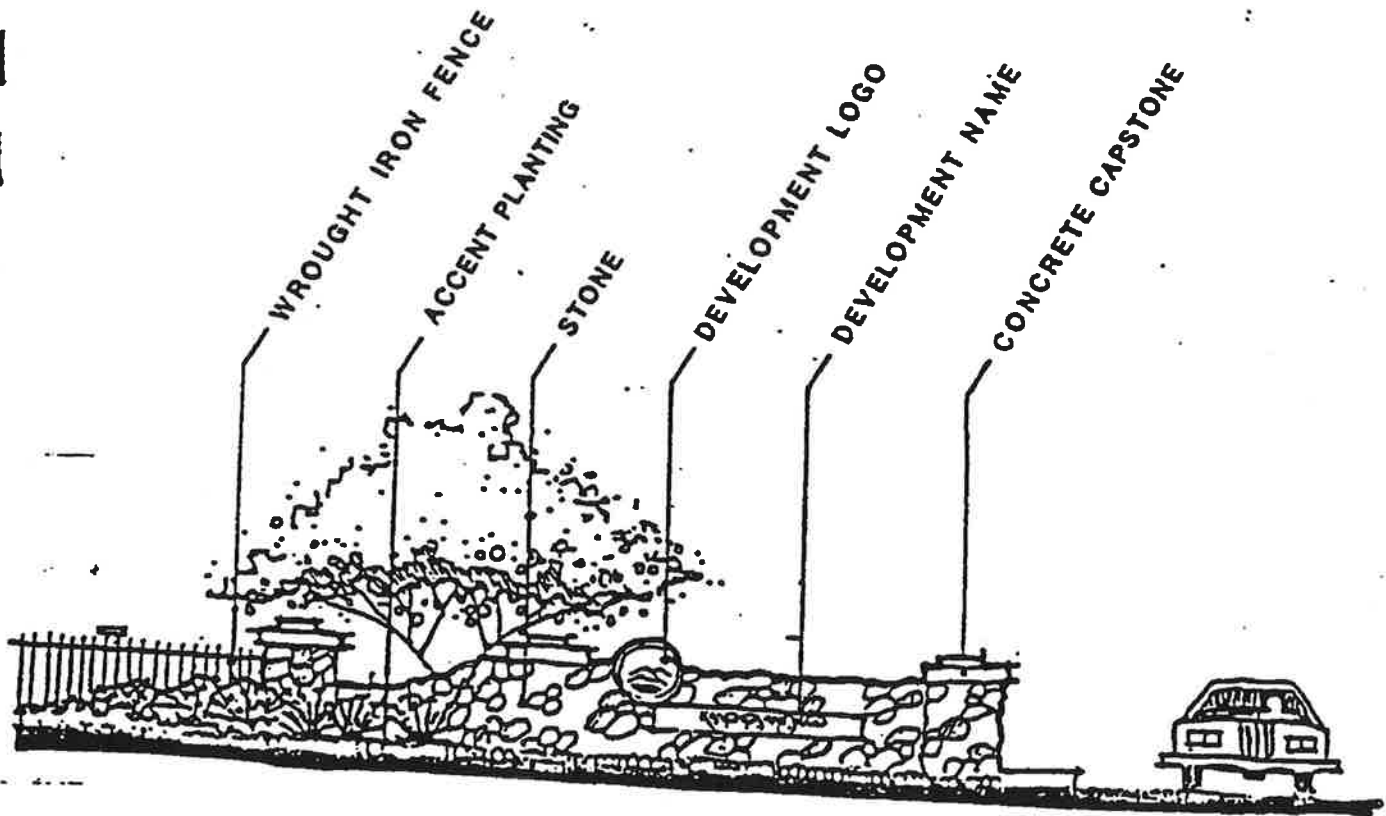 WROUGHT IRON FENCE
ACCENT PLANTING
STONE
DEVELOPMENT LOGO
DEVELOPMENT NAME
CONCRETE CAPSTONE